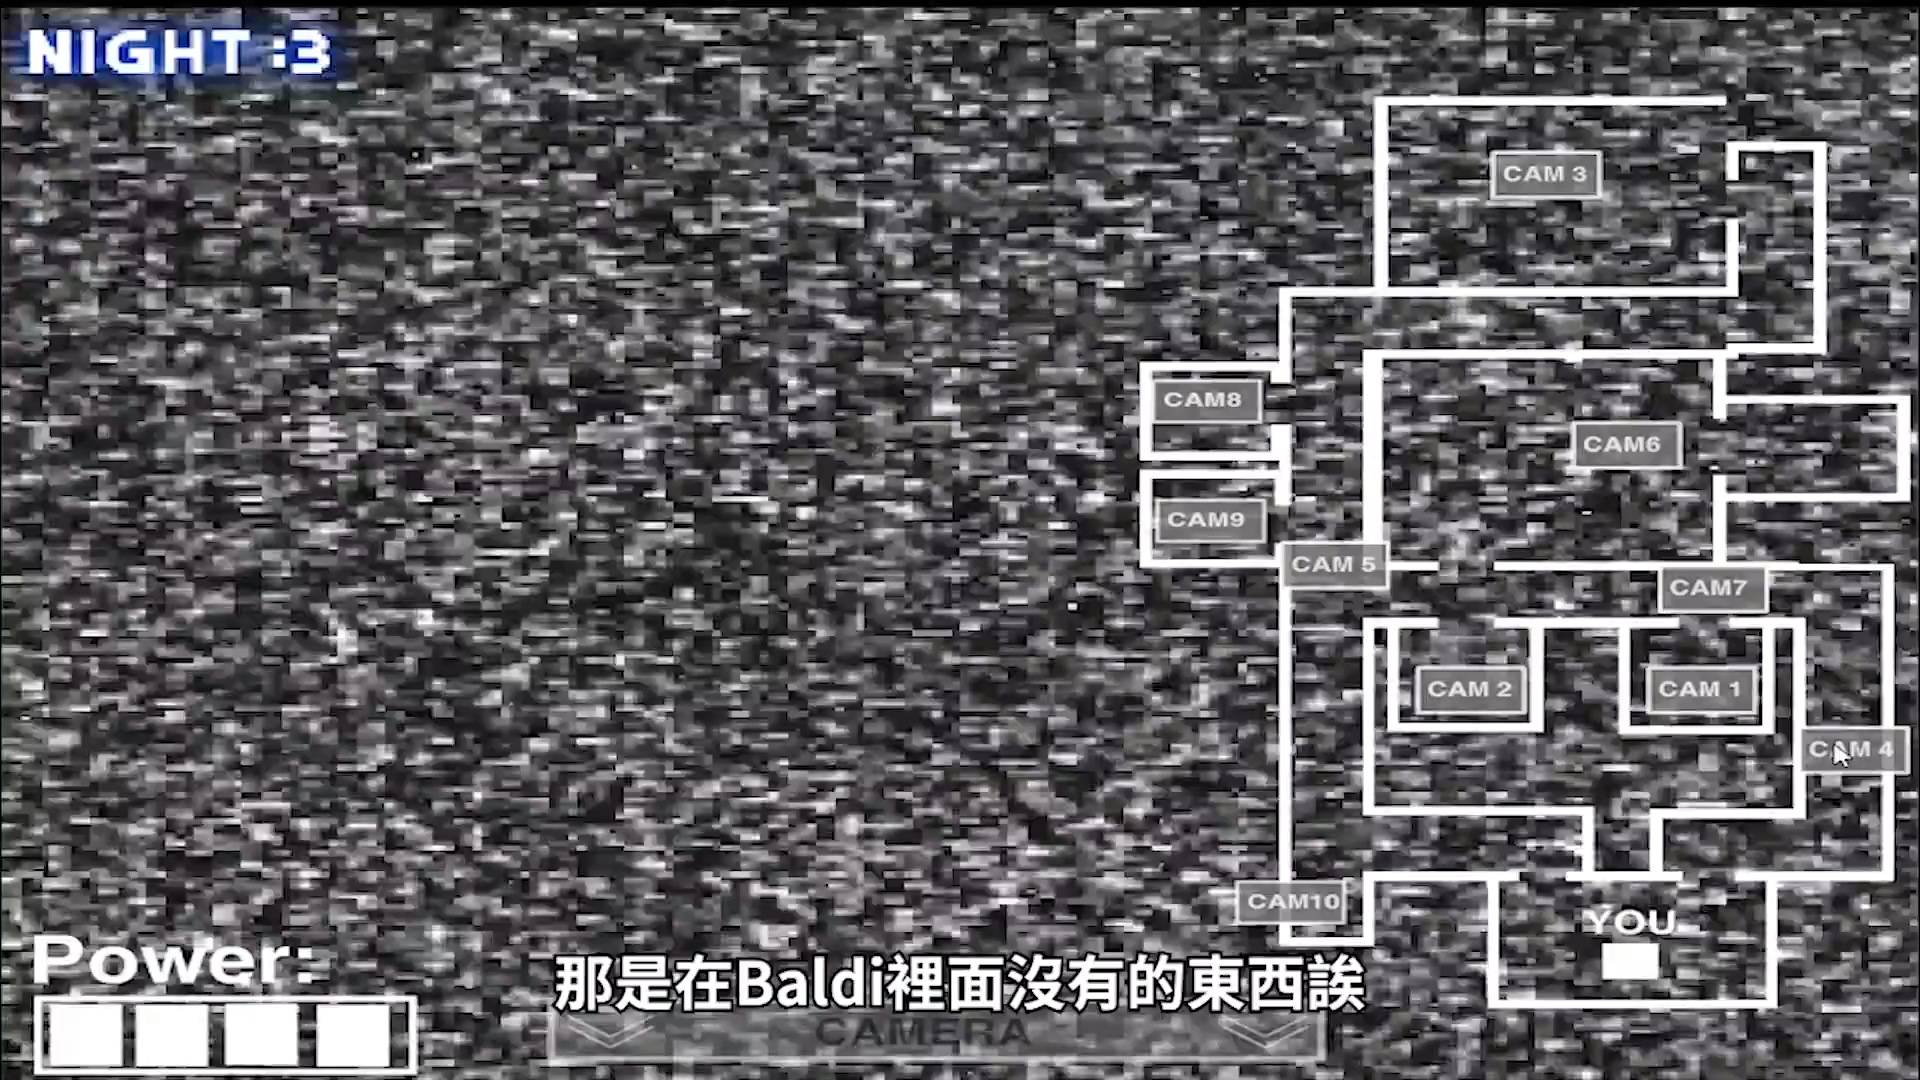 NIGHT :3
CAM 3
CAM8
CAM6
CAM9
CAM 5
CAM7
CAM 2
CAM 1
CAM 4
CAM10
YOU
Power:
那是在Baldi裡面沒有的東西誒
CAMERA